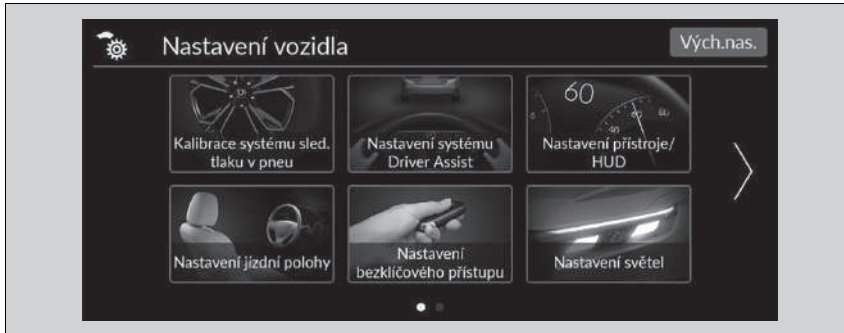 Nastavení vozidla
Vých.nas.
Kalibrace systému sled.
tlaku v pneu
Nastavení systému
Driver Assist
60
Nastavení přístroje/
HUD
Nastavení jízdní polohy
Nastavení
bezklíčového přístupu
Nastavení světel